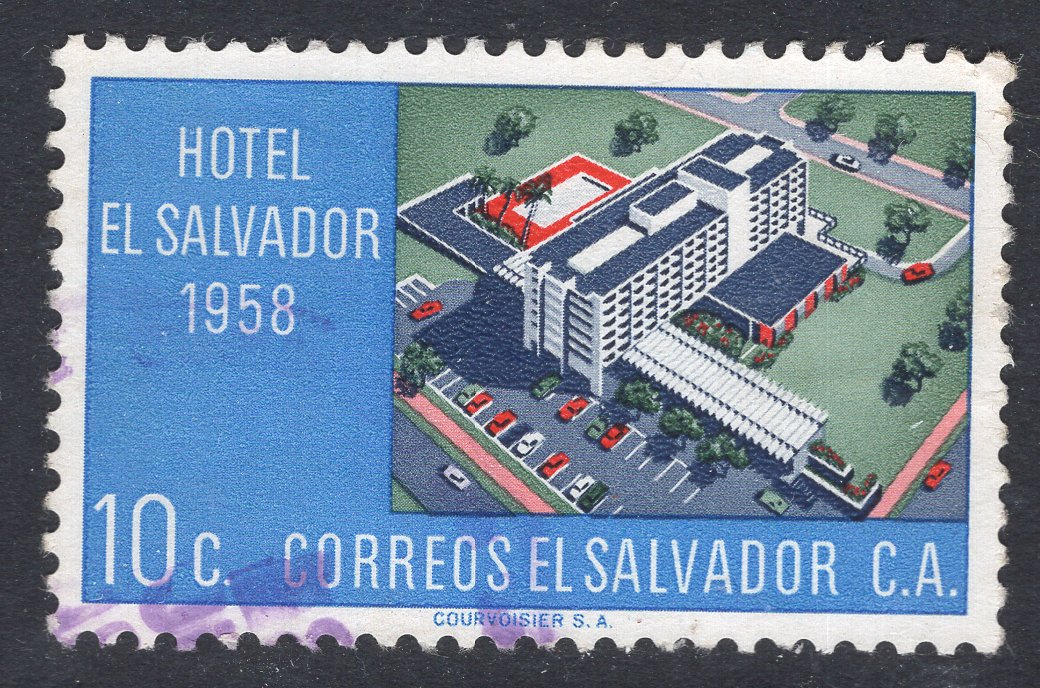 HOTEL
EL SALVADOR
1958
10 C. CORREOS EL SALVADOR C.A.
COURVOISIER S. A.